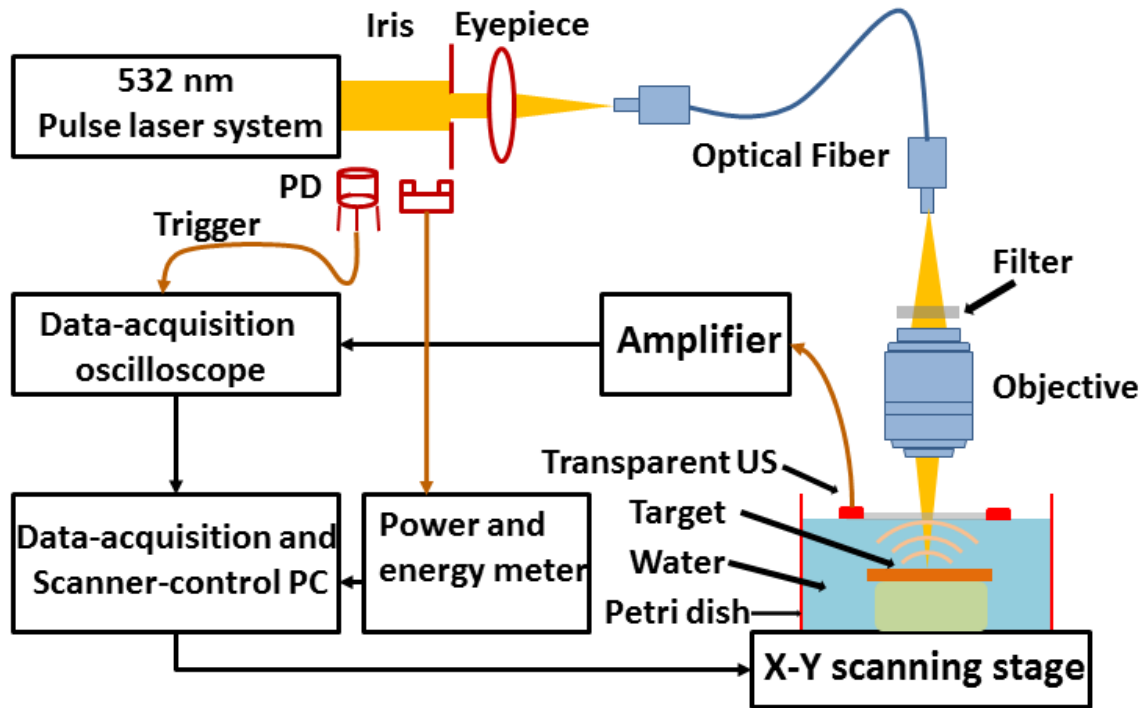 Iris
Eyepiece
532 nm
Pulse laser system
Optical Fiber
PD
Trigger
Filter
Data-acquisition
oscilloscope
Amplifier
Objective
Transparent US
Target
Water
Petri dish
Data-acquisition and
Scanner-control PC
Power and
energy meter
X-Y scanning stage